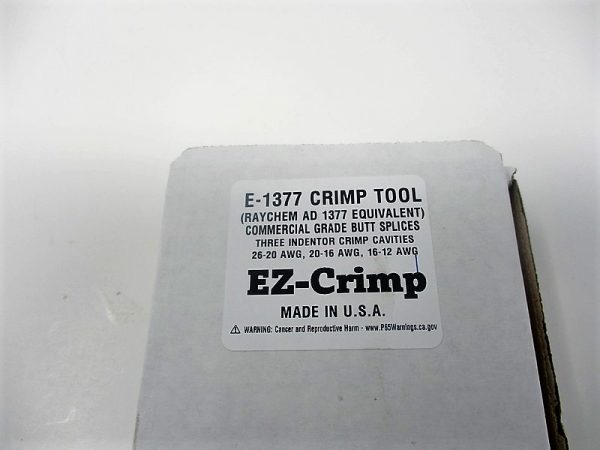 E-1377 CRIMP TOOL
(RAYCHEM AD 1377 EQUIVALENT)
COMMERCIAL GRADE BUTT SPLICES
THREE INDENTOR CRIMP CAVITIES
26-20 AWG, 20-16 AWG, 16-12 AWG
EZ-Crimp
MADE IN U.S.A.
⚠ WARNING: Cancer and Reproductive Harm - www.P65Warnings.ca.gov